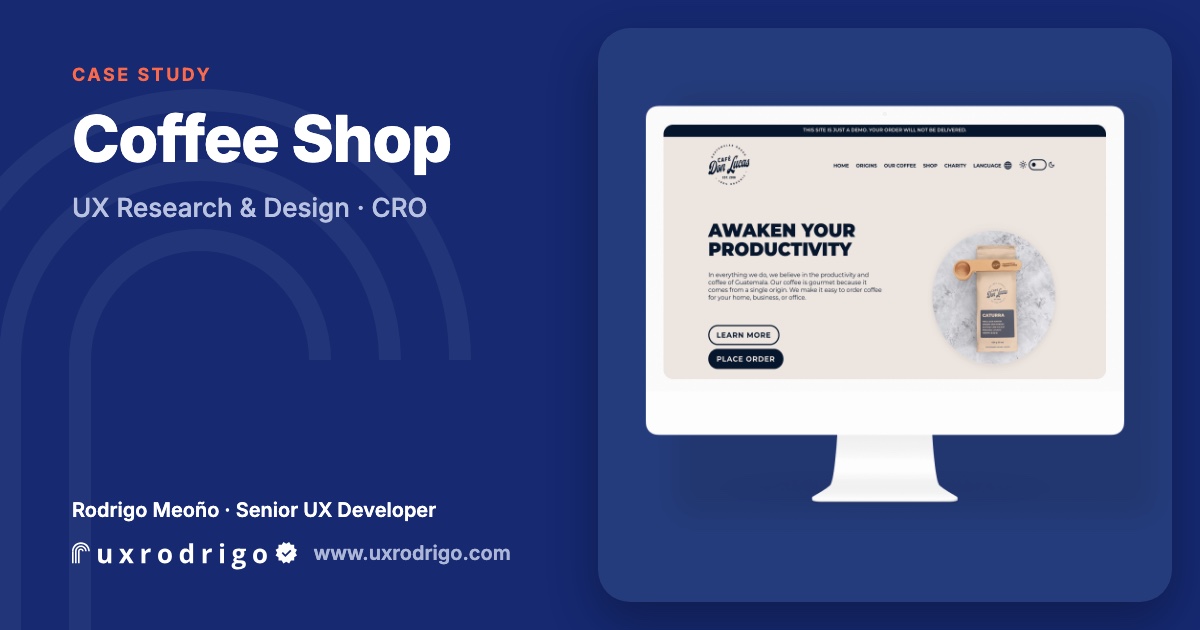 CASE STUDY
Coffee Shop
UX Research & Design · CRO
Rodrigo Meoño · Senior UX Developer
uxrodrigo
www.uxrodrigo.com
THIS SITE IS JUST A DEMO. YOUR ORDER WILL NOT BE DELIVERED.
CAFÉ
Don Lucas
HOME ORIGINS OUR COFFEE SHOP CHARITY LANGUAGE
AWAKEN YOUR
PRODUCTIVITY
In everything we do, we believe in the productivity and
coffee of Guatemala. Our coffee is gourmet because it
comes from a single origin. We make it easy to order coffee
for your home, business, or office.
LEARN MORE
PLACE ORDER
Don Lucas
CATURRA